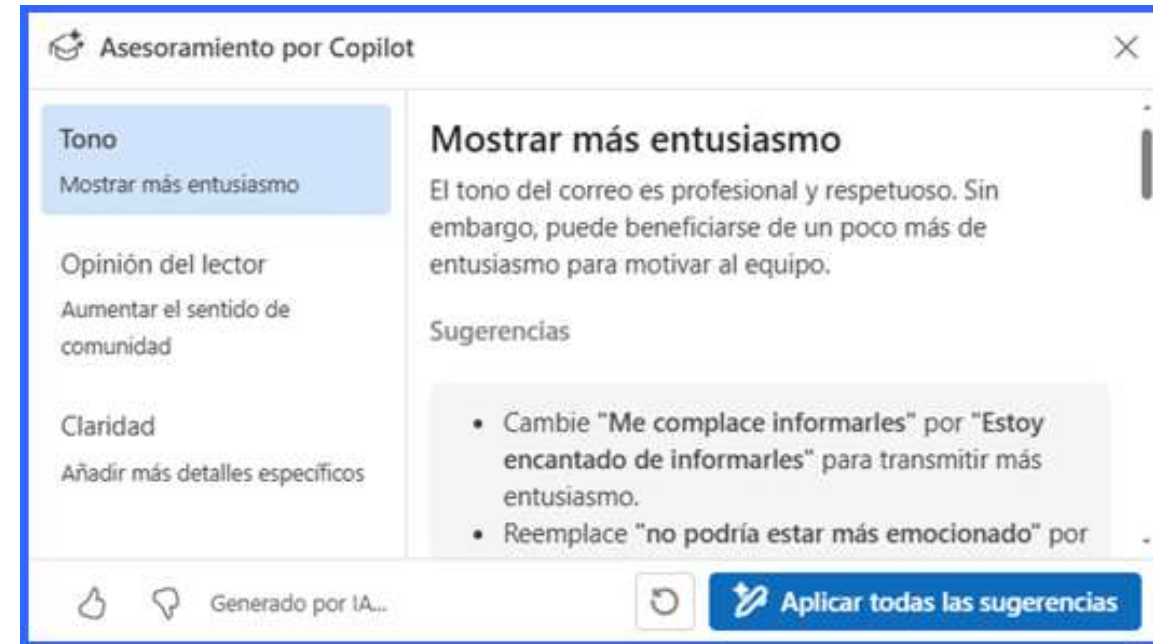 Asesoramiento por Copilot
Tono
Mostrar más entusiasmo
Opinión del lector
Aumentar el sentido de
comunidad
Claridad
Añadir más detalles específicos
Mostrar más entusiasmo
El tono del correo es profesional y respetuoso. Sin
embargo, puede beneficiarse de un poco más de
entusiasmo para motivar al equipo.
Sugerencias
• Cambie "Me complace informarles" por "Estoy
encantado de informarles" para transmitir más
entusiasmo.
• Reemplace "no podría estar más emocionado" por
Generado por IA...
Aplicar todas las sugerencias